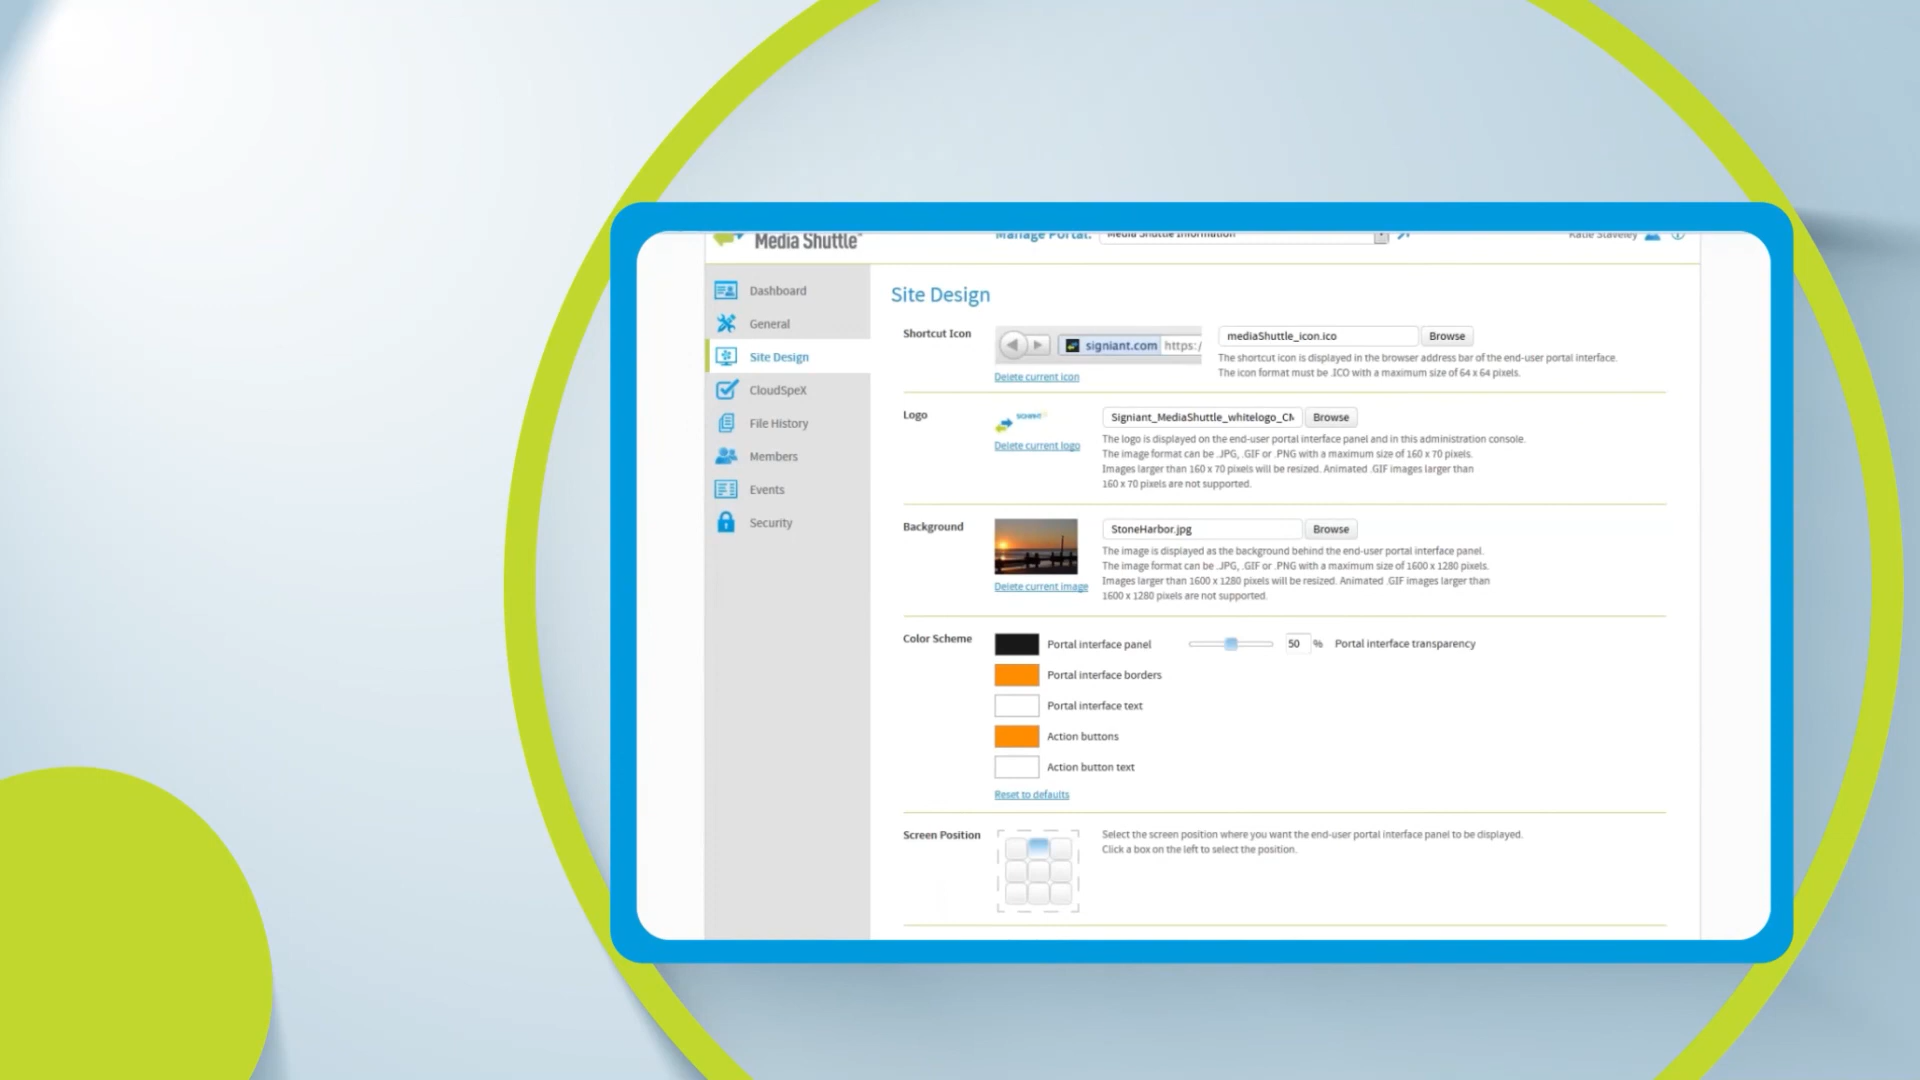 Media Shuttle™
Manage Portal:
Media Shuttle Information
Katie Staveley
Dashboard
General
Site Design
CloudSpeX
File History
Members
Events
Security
Site Design
Shortcut Icon
signiant.com https:/
Delete current icon
mediaShuttle_icon.ico
Browse
The shortcut icon is displayed in the browser address bar of the end-user portal interface.
The icon format must be .ICO with a maximum size of 64 x 64 pixels.
Logo
SIGNIANT
Delete current logo
Signiant_MediaShuttle_whitelogo_CM
Browse
The logo is displayed on the end-user portal interface panel and in this administration console.
The image format can be .JPG, .GIF or .PNG with a maximum size of 160 x 70 pixels.
Images larger than 160 x 70 pixels will be resized. Animated .GIF images larger than
160 x 70 pixels are not supported.
Background
Delete current image
StoneHarbor.jpg
Browse
The image is displayed as the background behind the end-user portal interface panel.
The image format can be .JPG, .GIF or .PNG with a maximum size of 1600 x 1280 pixels.
Images larger than 1600 x 1280 pixels will be resized. Animated .GIF images larger than
1600 x 1280 pixels are not supported.
Color Scheme
Portal interface panel
50 %
Portal interface transparency
Portal interface borders
Portal interface text
Action buttons
Action button text
Reset to defaults
Screen Position
Select the screen position where you want the end-user portal interface panel to be displayed.
Click a box on the left to select the position.